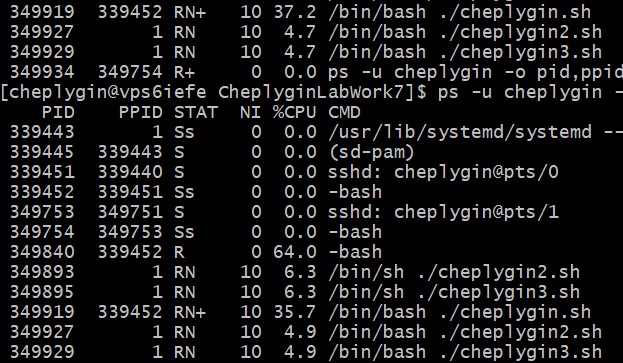 349919 339452 RN+ 10 37.2 /bin/bash ./cheplygin.sh
349927 1 RN 10 4.7 /bin/bash ./cheplygin2.sh
349929 1 RN 10 4.7 /bin/bash ./cheplygin3.sh
349934 349754 R+ 0 0.0 ps -u cheplygin -o pid,ppid
[cheplygin@vps6iefe CheplyginLabWork7]$ ps -u cheplygin -
PID PPID STAT NI %CPU CMD
339443 1 Ss 0 0.0 /usr/lib/systemd/systemd --
339445 339443 S 0 0.0 (sd-pam)
339451 339440 S 0 0.0 sshd: cheplygin@pts/0
339452 339451 Ss 0 0.0 -bash
349753 349751 S 0 0.0 sshd: cheplygin@pts/1
349754 349753 Ss 0 0.0 -bash
349840 339452 R 0 64.0 -bash
349893 1 RN 10 6.3 /bin/sh ./cheplygin2.sh
349895 1 RN 10 6.3 /bin/sh ./cheplygin3.sh
349919 339452 RN+ 10 35.7 /bin/bash ./cheplygin.sh
349927 1 RN 10 4.9 /bin/bash ./cheplygin2.sh
349929 1 RN 10 4.9 /bin/bash ./cheplygin3.sh